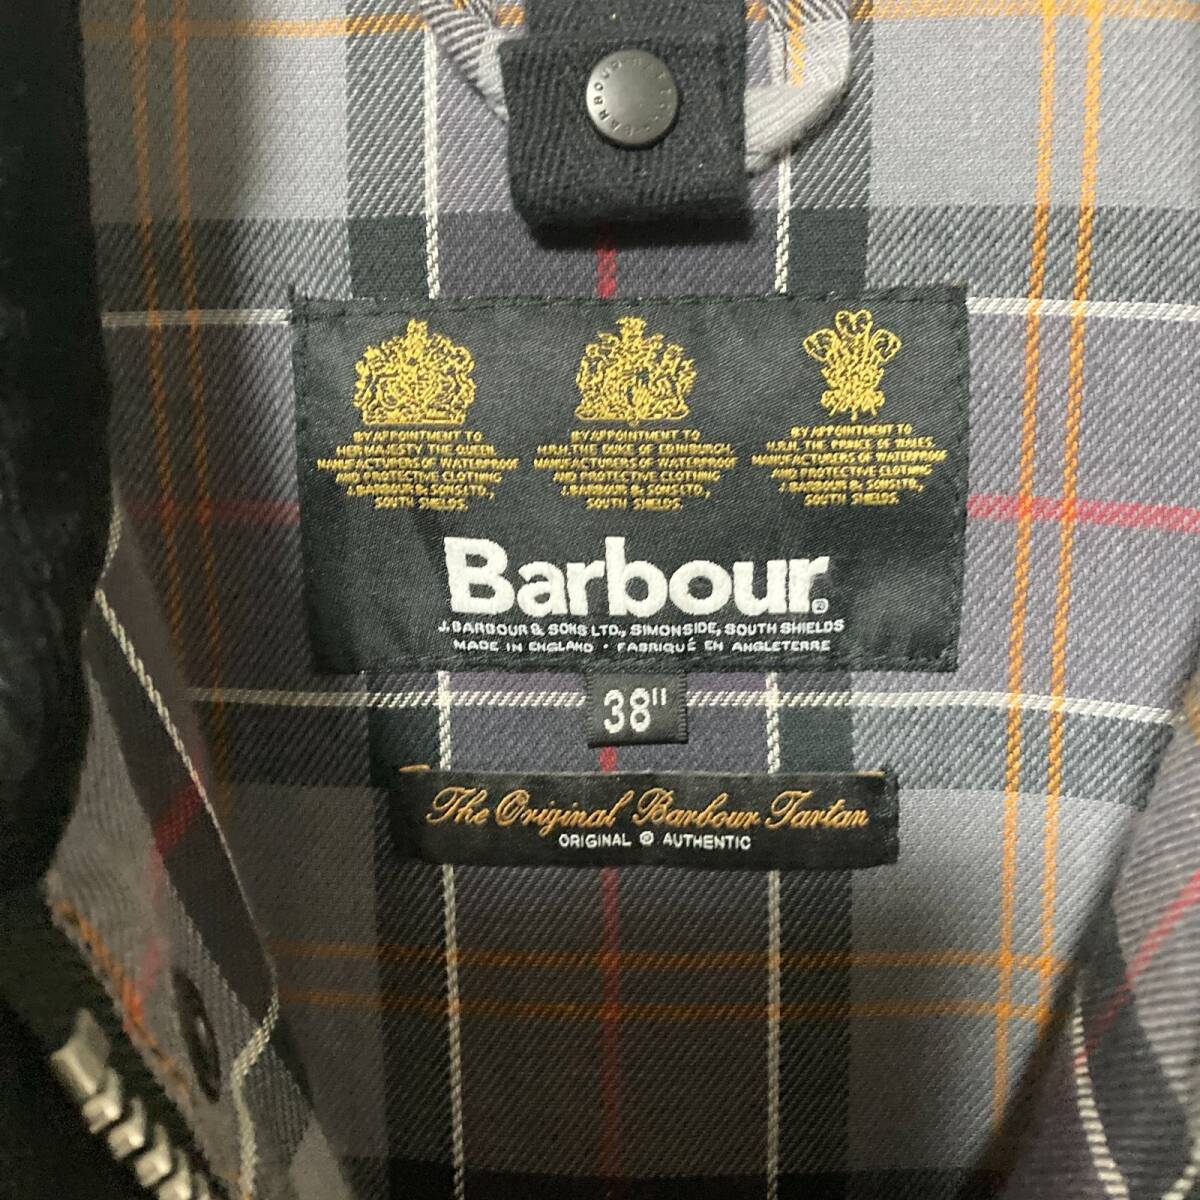 BARBOUR
BY APPOINTMENT TO
HER MAJESTY THE QUEEN
MANUFACTURERS OF WATERPROOF
AND PROTECTIVE CLOTHING
J. BARBOUR & SONS LTD.,
SOUTH SHIELDS.
BY APPOINTMENT TO
H.R.H. THE DUKE OF EDINBURGH.
MANUFACTURERS OF WATERPROOF
AND PROTECTIVE CLOTHING
J. BARBOUR & SONS LTD.,
SOUTH SHIELDS.
BY APPOINTMENT TO
H.R.H. THE PRINCE OF WALES.
MANUFACTURERS OF WATERPROOF
AND PROTECTIVE CLOTHING
J. BARBOUR & SONS LTD.,
SOUTH SHIELDS.
Barbour®
J. BARBOUR & SONS LTD., SIMONSIDE, SOUTH SHIELDS
MADE IN ENGLAND · FABRIQUÉ EN ANGLETERRE
38"
The Original Barbour Tartan
ORIGINAL ® AUTHENTIC